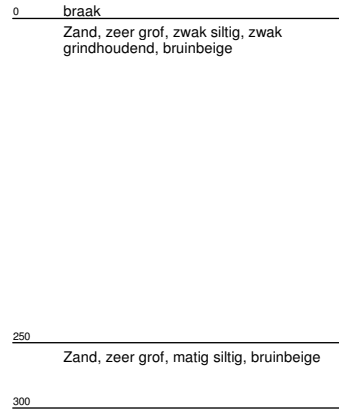 0 braak
Zand, zeer grof, zwak siltig, zwak
grindhoudend, bruinbeige
250
Zand, zeer grof, matig siltig, bruinbeige
300